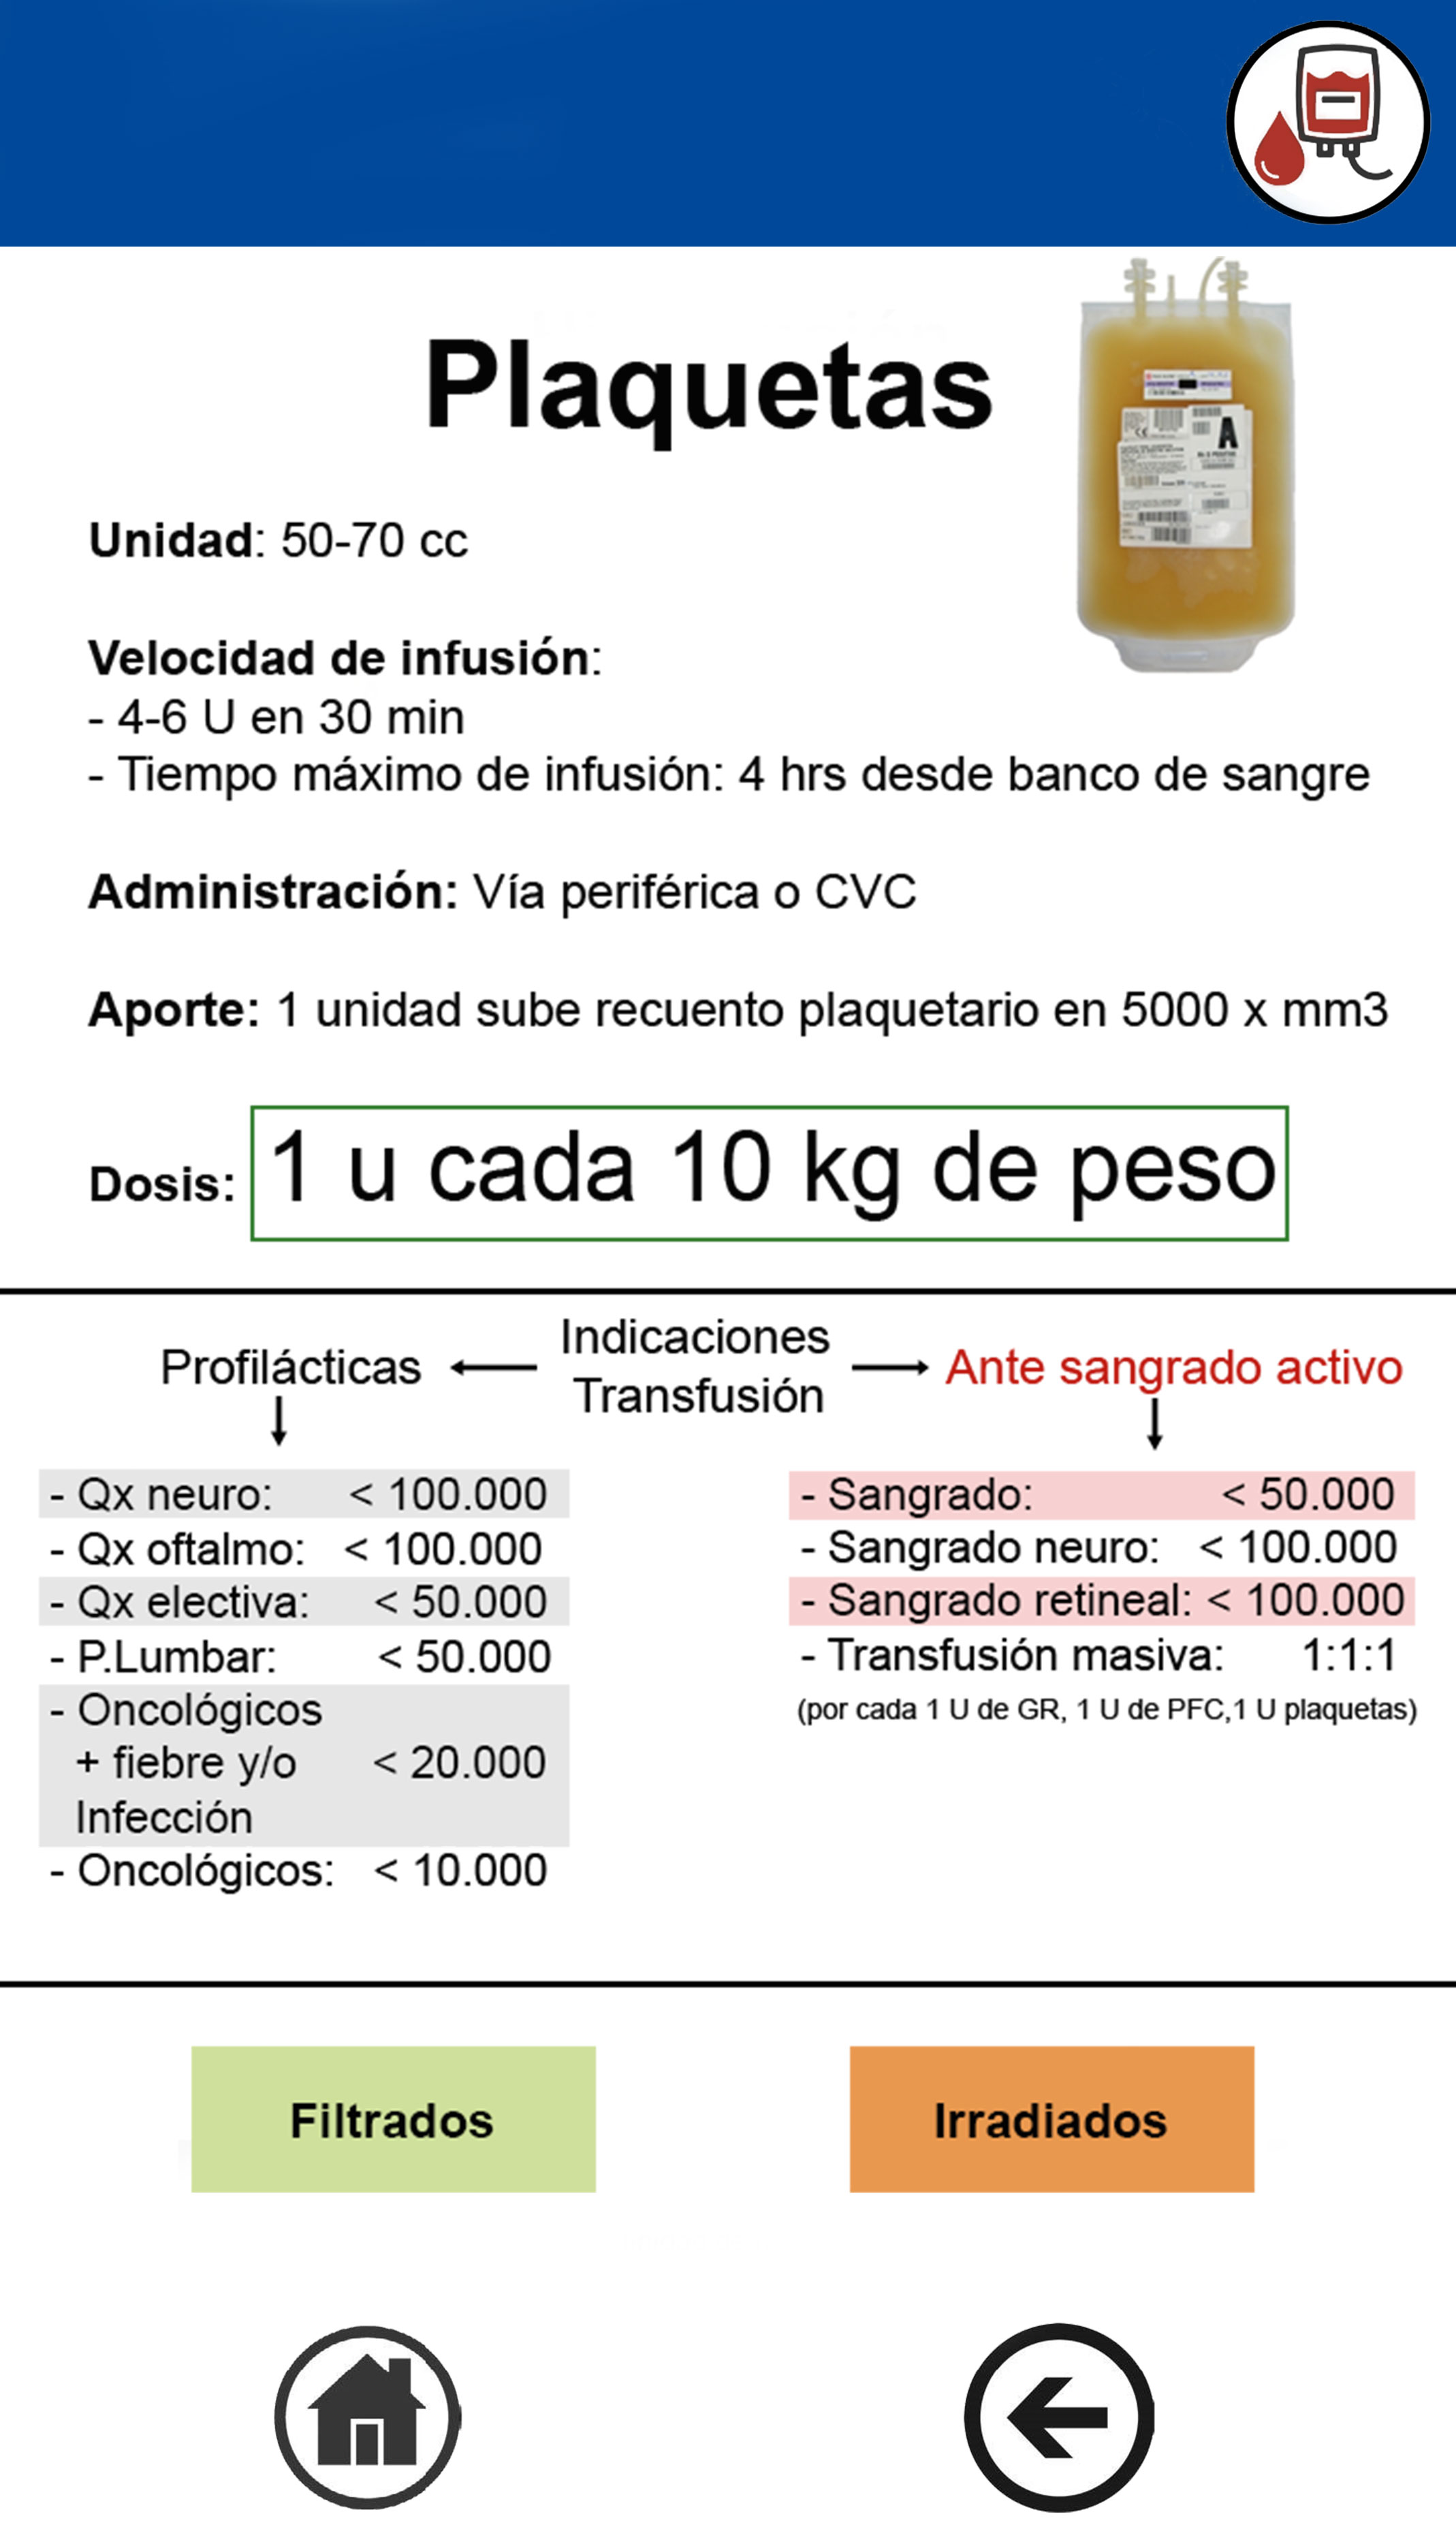 Plaquetas
A
Unidad: 50-70 cc
Velocidad de infusión:
- 4-6 U en 30 min
- Tiempo máximo de infusión: 4 hrs desde banco de sangre
Administración: Vía periférica o CVC
Aporte: 1 unidad sube recuento plaquetario en 5000 x mm3
Dosis: 1 u cada 10 kg de peso
Indicaciones
Transfusión
Profilácticas
- Qx neuro: < 100.000
- Qx oftalmo: < 100.000
- Qx electiva: < 50.000
- P.Lumbar: < 50.000
- Oncológicos
+ fiebre y/o < 20.000
Infección
- Oncológicos: < 10.000
Ante sangrado activo
- Sangrado: < 50.000
- Sangrado neuro: < 100.000
- Sangrado retineal: < 100.000
- Transfusión masiva: 1:1:1
(por cada 1 U de GR, 1 U de PFC,1 U plaquetas)
Filtrados
Irradiados